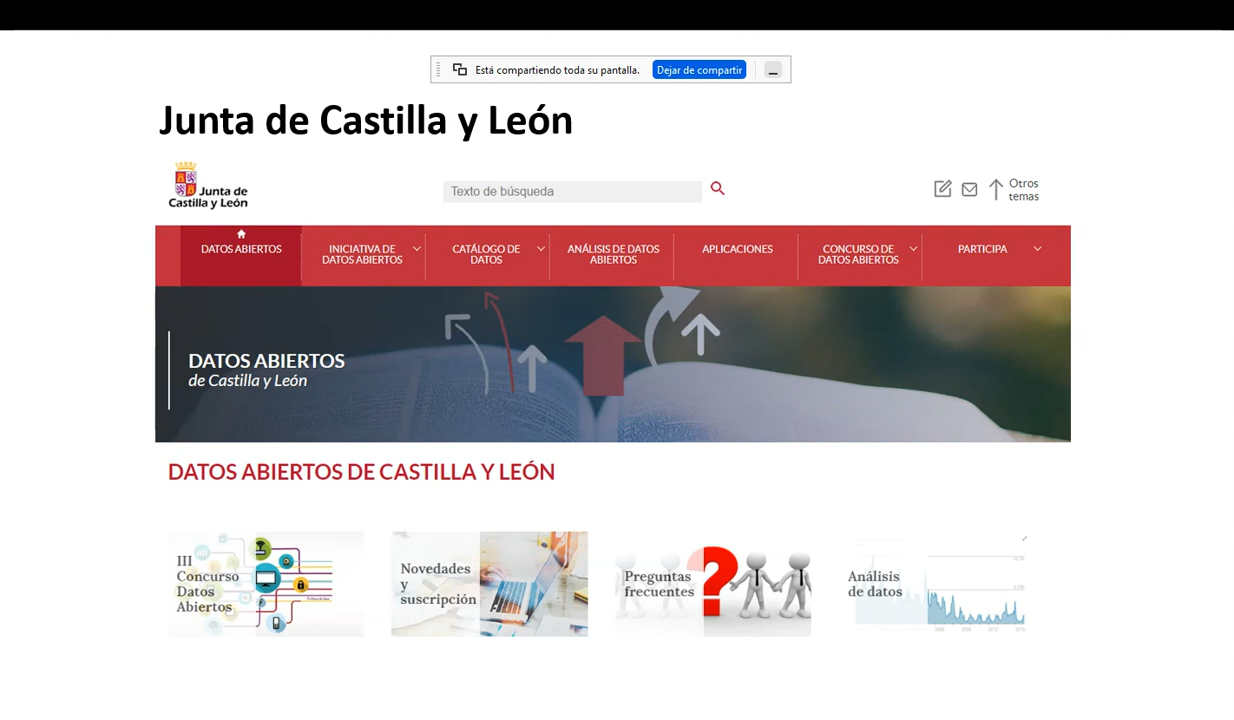 Está compartiendo toda su pantalla.
Dejar de compartir
Junta de Castilla y León
Junta de
Castilla y León
Texto de búsqueda
Otros
temas
DATOS ABIERTOS
INICIATIVA DE
DATOS ABIERTOS
CATÁLOGO DE
DATOS
ANÁLISIS DE DATOS
ABIERTOS
APLICACIONES
CONCURSO DE
DATOS ABIERTOS
PARTICIPA
DATOS ABIERTOS
de Castilla y León
DATOS ABIERTOS DE CASTILLA Y LEÓN
III
Concurso
Datos
Abiertos
Novedades
y
suscripción
Preguntas
frecuentes
?
Análisis
de datos